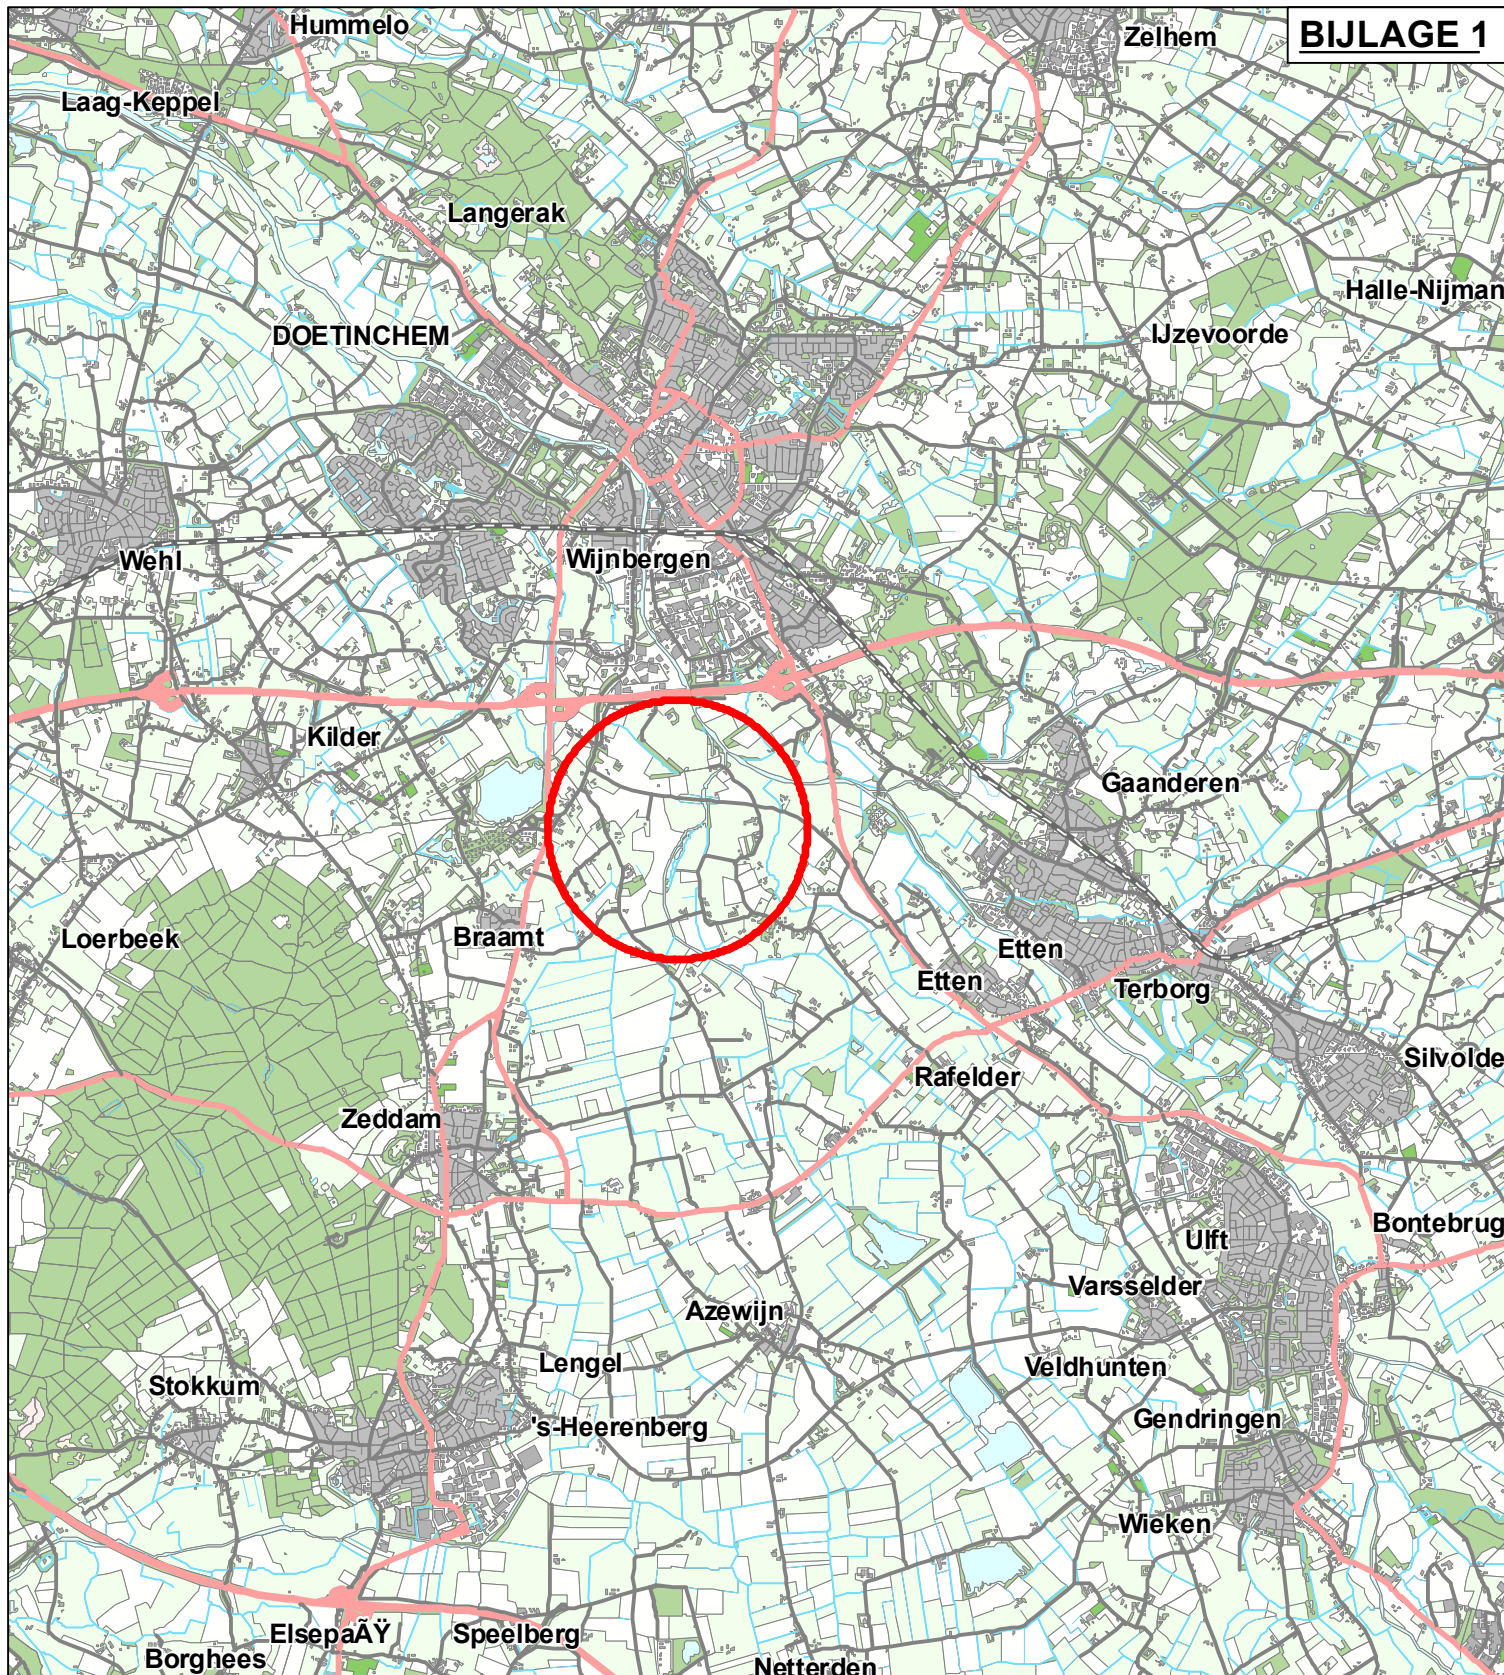 Hummelo
BIJLAGE 1
Zelhem
Laag-Keppel
Langerak
Halle-Nijman
DOETINCHEM
IJzevoorde
Wehl
Wijnbergen
Kilder
Gaanderen
Loerbeek
Braamt
Etten
Etten
Terborg
Silvolde
Rafelder
Zeddam
Bontebrug
Ulft
Varsselder
Azewijn
Lengel
Veldhunten
Stokkum
's-Heerenberg
Gendringen
Wieken
ElsepaÃŸ
Speelberg
Borghees
Netterden